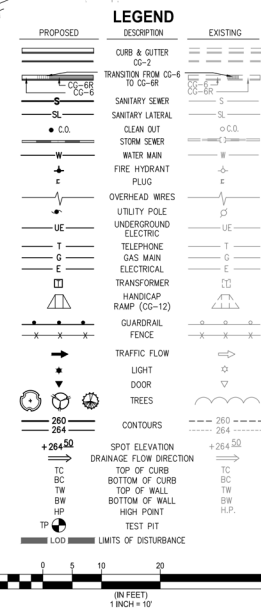 LEGEND
PROPOSED DESCRIPTION EXISTING
CURB & GUTTER
CG-2
TRANSITION FROM CG-6
TO CG-6R
CG-6R CG-6
CG-6 CG-6R
S SANITARY SEWER S
SL SANITARY LATERAL SL
C.O. CLEAN OUT C.O.
STORM SEWER
W WATER MAIN W
FIRE HYDRANT
PLUG
OVERHEAD WIRES
UTILITY POLE
UE UNDERGROUND ELECTRIC UE
T TELEPHONE T
G GAS MAIN G
E ELECTRICAL E
T TRANSFORMER
HANDICAP
RAMP (CG-12)
GUARDRAIL
X X X FENCE X X X
TRAFFIC FLOW
LIGHT
DOOR
TREES
260 CONTOURS 260
264 264
+264.50 SPOT ELEVATION +264.50
DRAINAGE FLOW DIRECTION
TC TOP OF CURB TC
BC BOTTOM OF CURB BC
TW TOP OF WALL TW
BW BOTTOM OF WALL BW
HP HIGH POINT H.P.
TP TEST PIT
LOD LIMITS OF DISTURBANCE
0 5 10 20
(IN FEET)
1 INCH = 10'